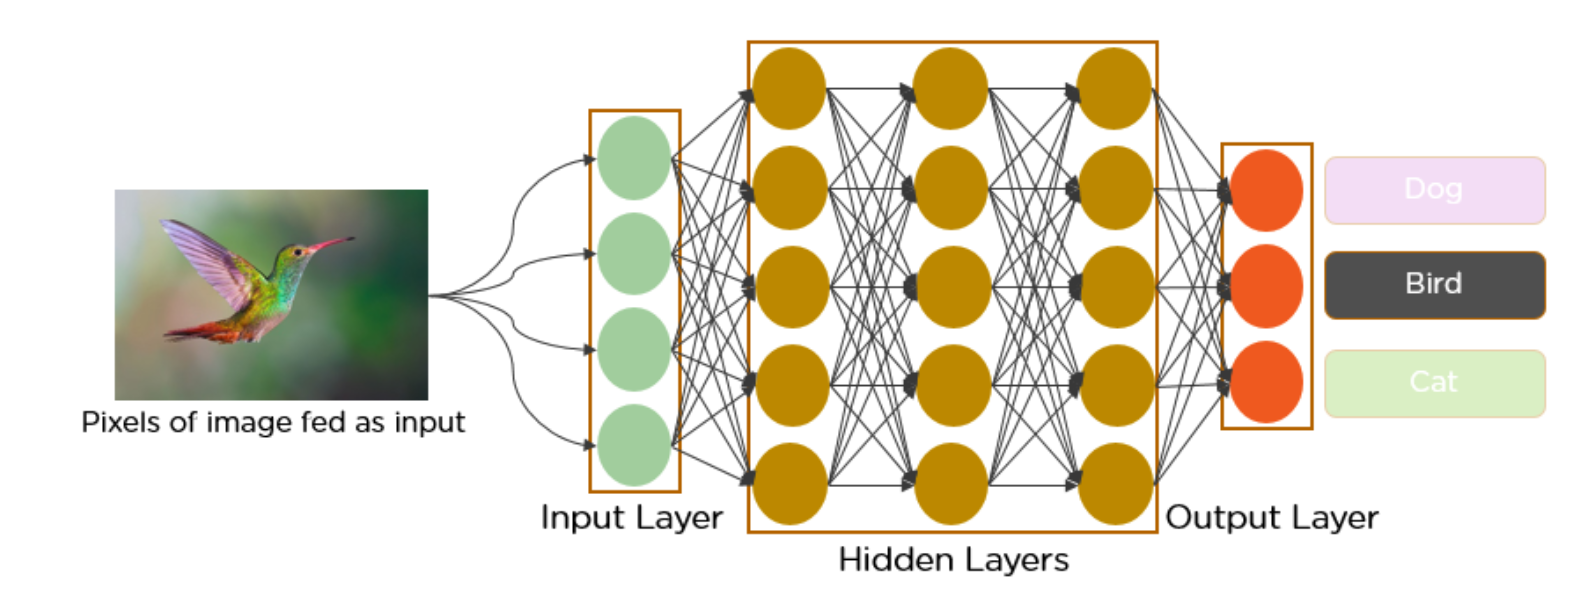 Dog
Bird
Cat
Pixels of image fed as input
Input Layer
Output Layer
Hidden Layers